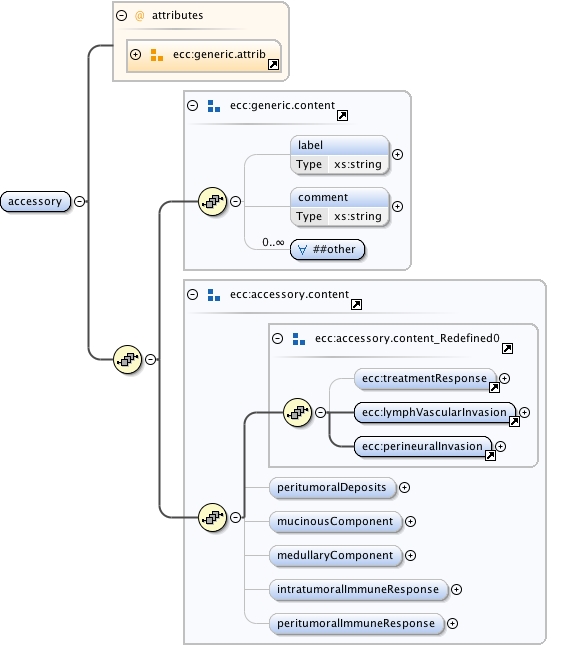 @ attributes
ecc:generic.attrib
ecc:generic.content
label
Type xs:string
comment
Type xs:string
accessory
0..∞ ∀ ##other
ecc:accessory.content
ecc:accessory.content_Redefined0
ecc:treatmentResponse
ecc:lymphVascularInvasion
ecc:perineuralInvasion
peritumoralDeposits
mucinousComponent
medullaryComponent
intratumoralImmuneResponse
peritumoralImmuneResponse